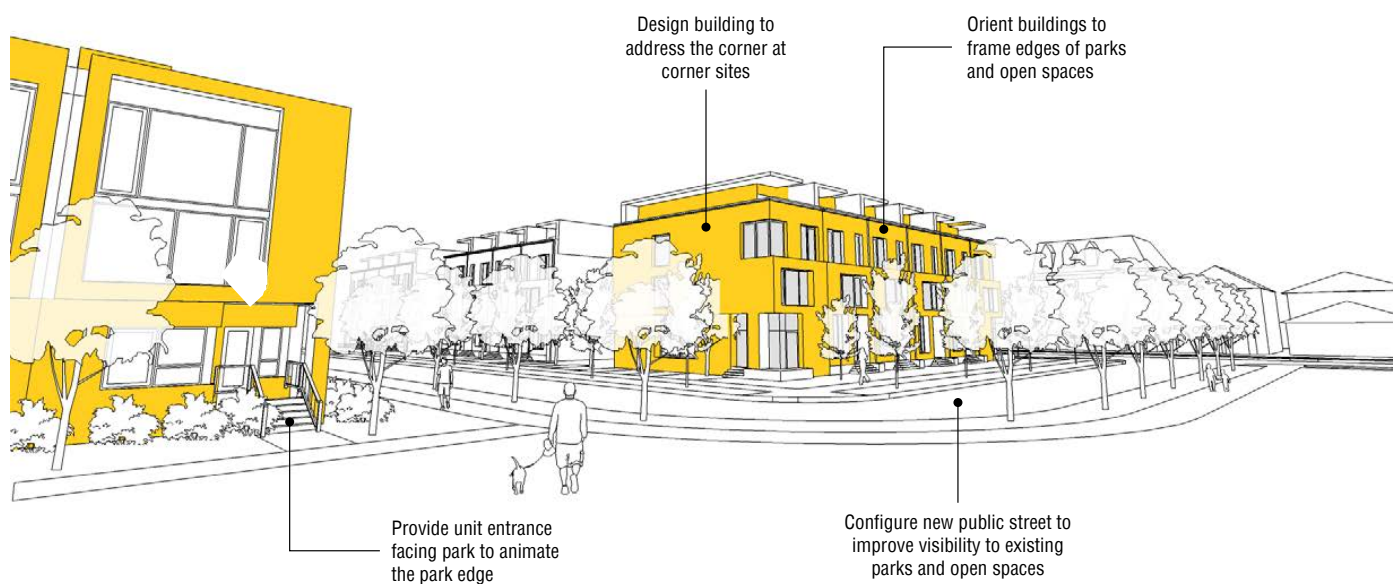 Design building to
address the corner at
corner sites
Orient buildings to
frame edges of parks
and open spaces
Provide unit entrance
facing park to animate
the park edge
Configure new public street to
improve visibility to existing
parks and open spaces